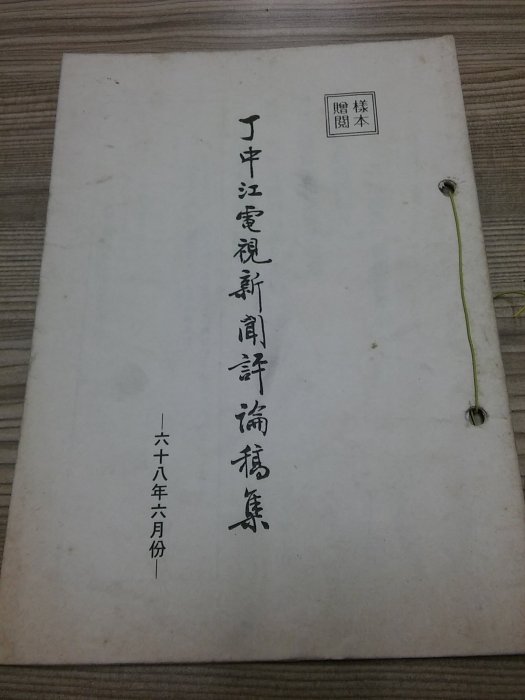 樣本
贈閱
丁中江電視新聞評論稿集
—六十八年六月份—